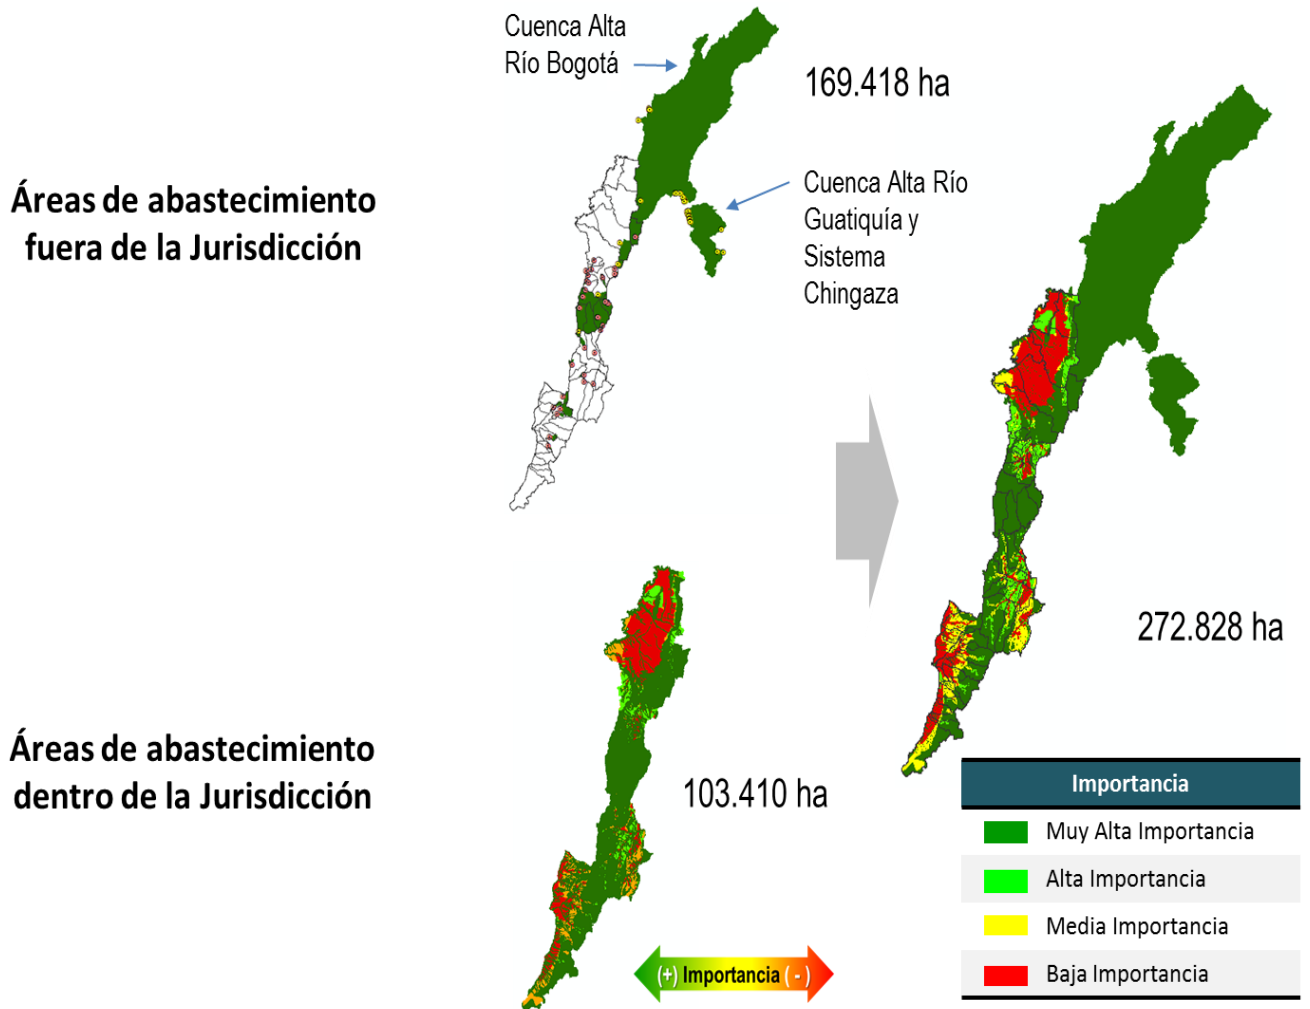 Cuenca Alta
Río Bogotá
169.418 ha
Áreas de abastecimiento
fuera de la Jurisdicción
Cuenca Alta Río
Guatiquía y
Sistema
Chingaza
272.828 ha
Áreas de abastecimiento
dentro de la Jurisdicción
103.410 ha
(+) Importancia ( - )
Importancia
Muy Alta Importancia
Alta Importancia
Media Importancia
Baja Importancia